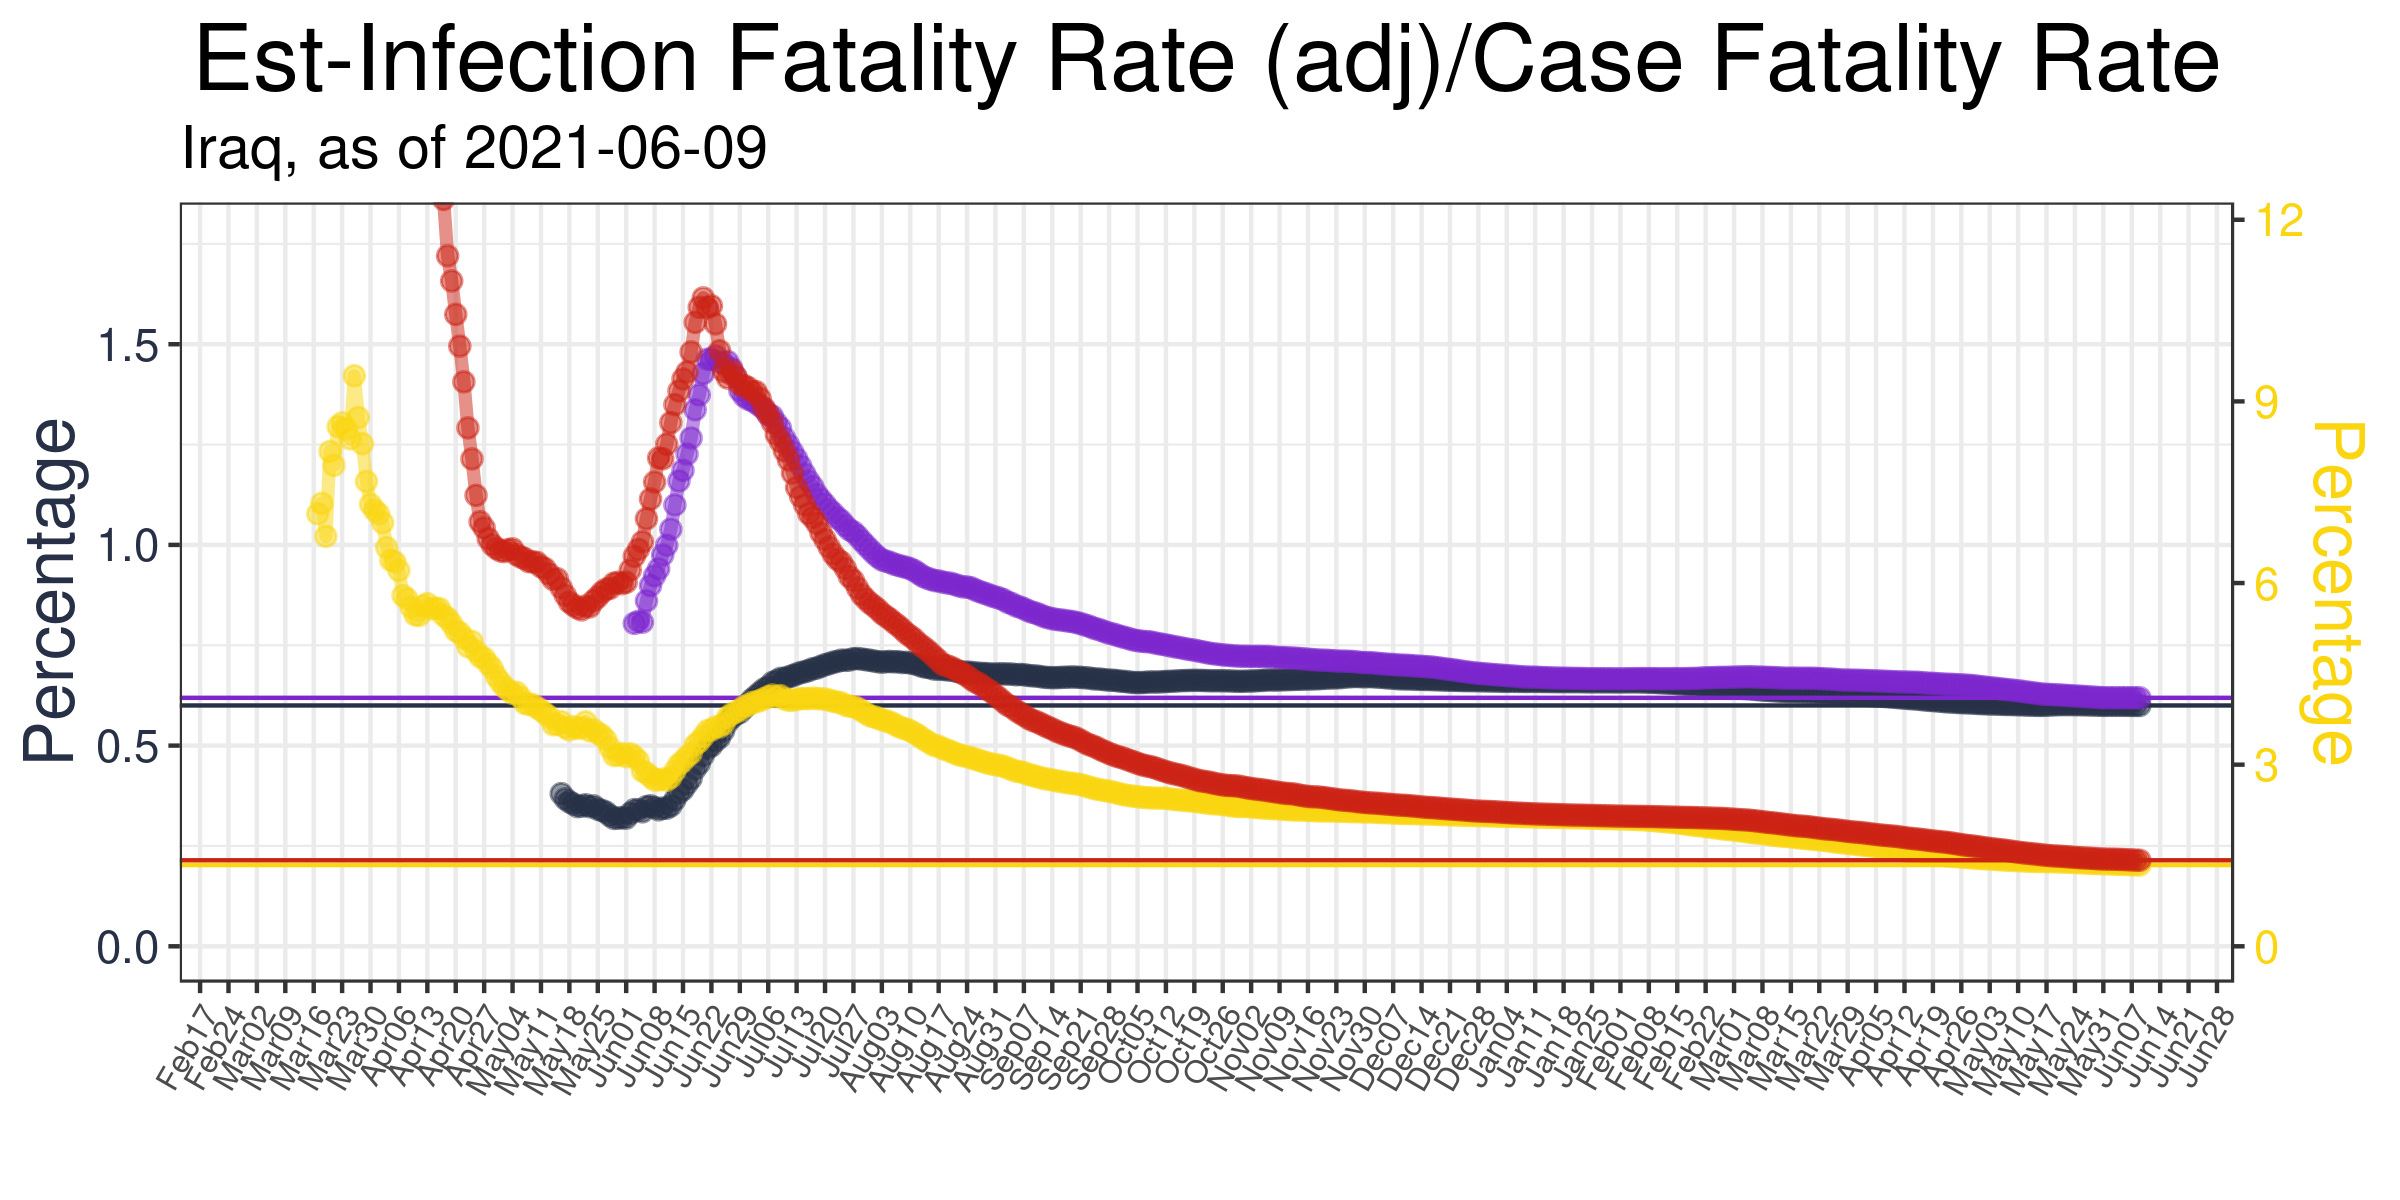 Est-Infection Fatality Rate (adj)/Case Fatality Rate
Iraq, as of 2021-06-09
Percentage
1.5
1.0
0.5
0.0
12
9
6
3
0
Percentage
Feb17
Feb24
Mar02
Mar09
Mar16
Mar23
Mar30
Apr06
Apr13
Apr20
Apr27
May04
May11
May18
May25
Jun01
Jun08
Jun15
Jun22
Jun29
Jul06
Jul13
Jul20
Jul27
Aug03
Aug10
Aug17
Aug24
Aug31
Sep07
Sep14
Sep21
Sep28
Oct05
Oct12
Oct19
Oct26
Nov02
Nov09
Nov16
Nov23
Nov30
Dec07
Dec14
Dec21
Dec28
Jan04
Jan11
Jan18
Jan25
Feb01
Feb08
Feb15
Feb22
Mar01
Mar08
Mar15
Mar22
Mar29
Apr05
Apr12
Apr19
Apr26
May03
May10
May17
May24
May31
Jun07
Jun14
Jun21
Jun28